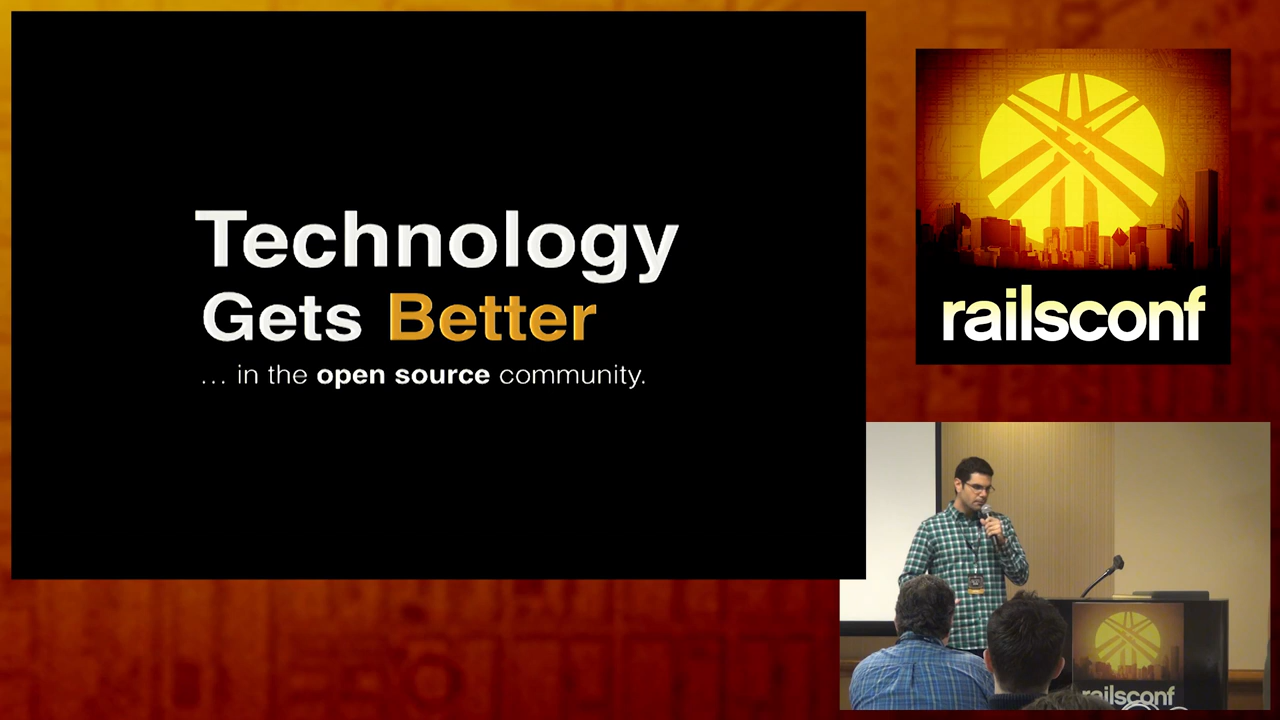 Technology
Gets Better
... in the open source community.
railsconf
railsconf